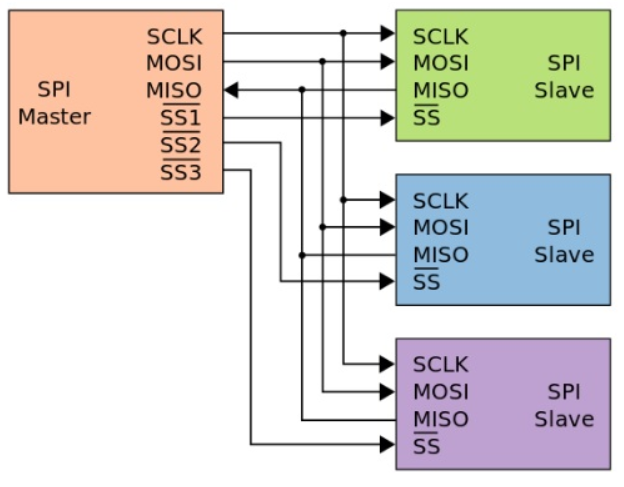 SPI
Master
SCLK
MOSI
MISO
SS1
SS2
SS3
SCLK
MOSI
MISO
SS
SPI
Slave
SCLK
MOSI
MISO
SS
SPI
Slave
SCLK
MOSI
MISO
SS
SPI
Slave